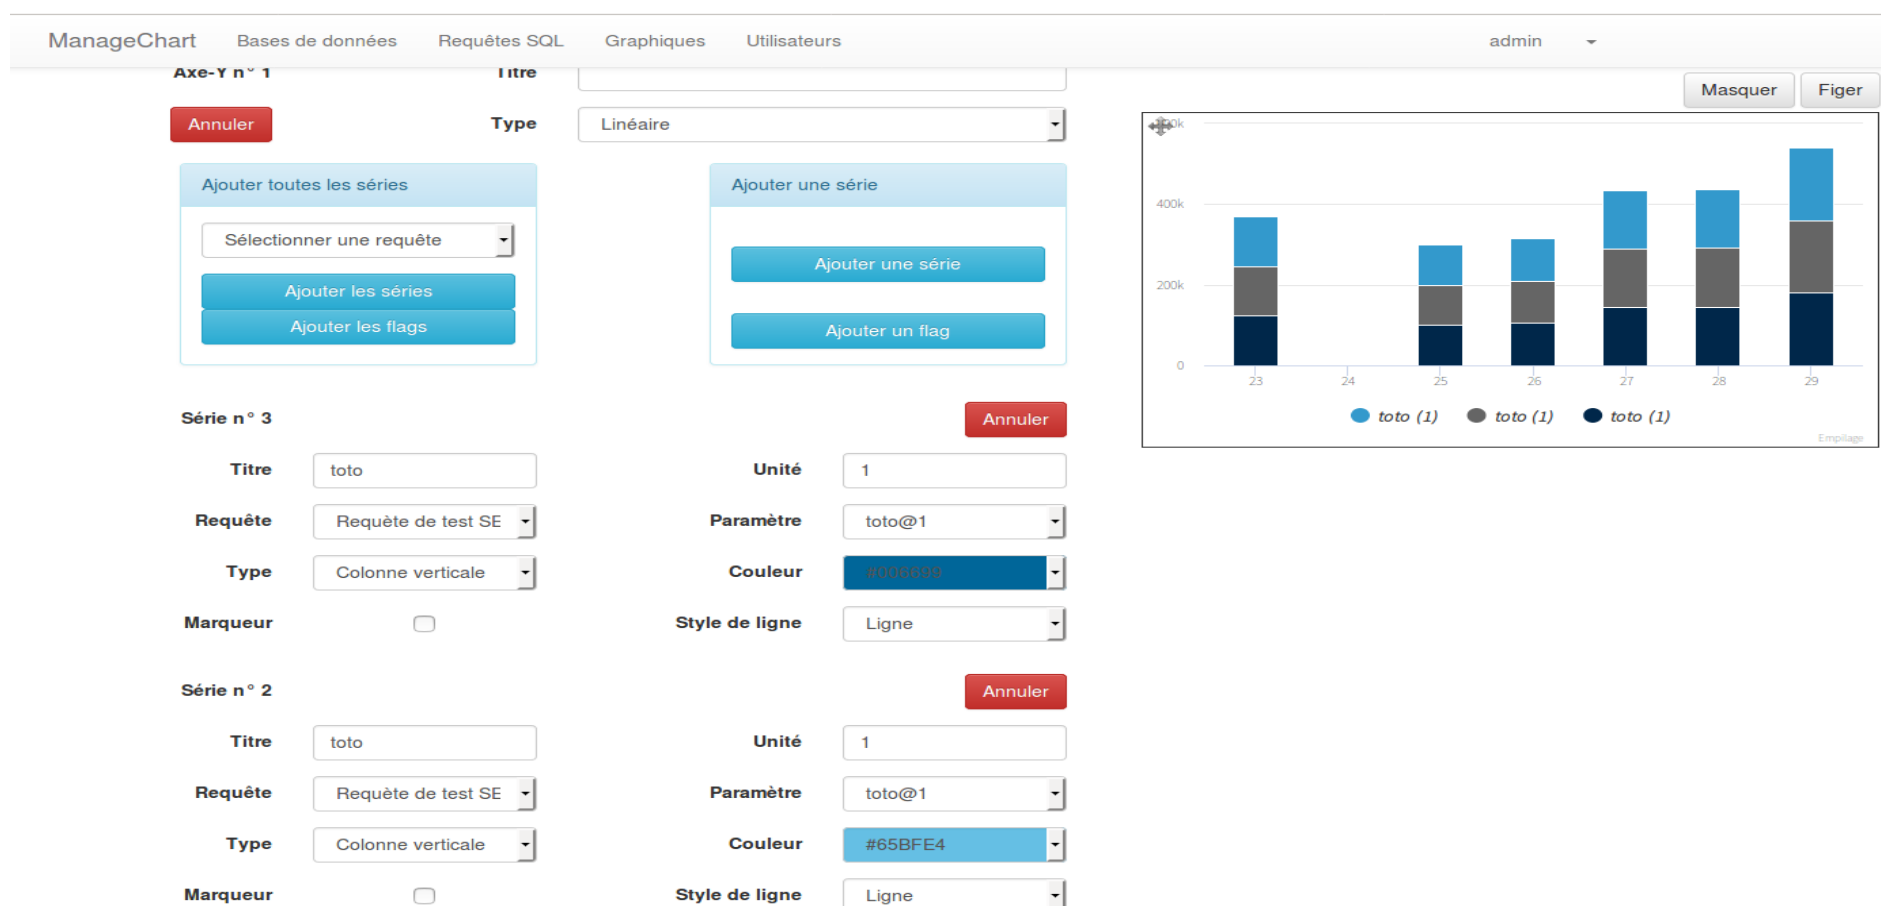 ManageChart Bases de données Requêtes SQL Graphiques Utilisateurs admin
Axe-Y n° 1 Titre
Masquer Figer
Annuler Type Linéaire
Ajouter toutes les séries Ajouter une série
Sélectionner une requête
Ajouter une série
Ajouter les séries
Ajouter les flags Ajouter un flag
400k
200k
0
23 24 25 26 27 28 29
toto (1) toto (1) toto (1)
Empilage
Série n° 3 Annuler
Titre toto Unité 1
Requête Requète de test SE Paramètre toto@1
Type Colonne verticale Couleur #006699
Marqueur Style de ligne Ligne
Série n° 2 Annuler
Titre toto Unité 1
Requête Requète de test SE Paramètre toto@1
Type Colonne verticale Couleur #65BFE4
Marqueur Style de ligne Ligne